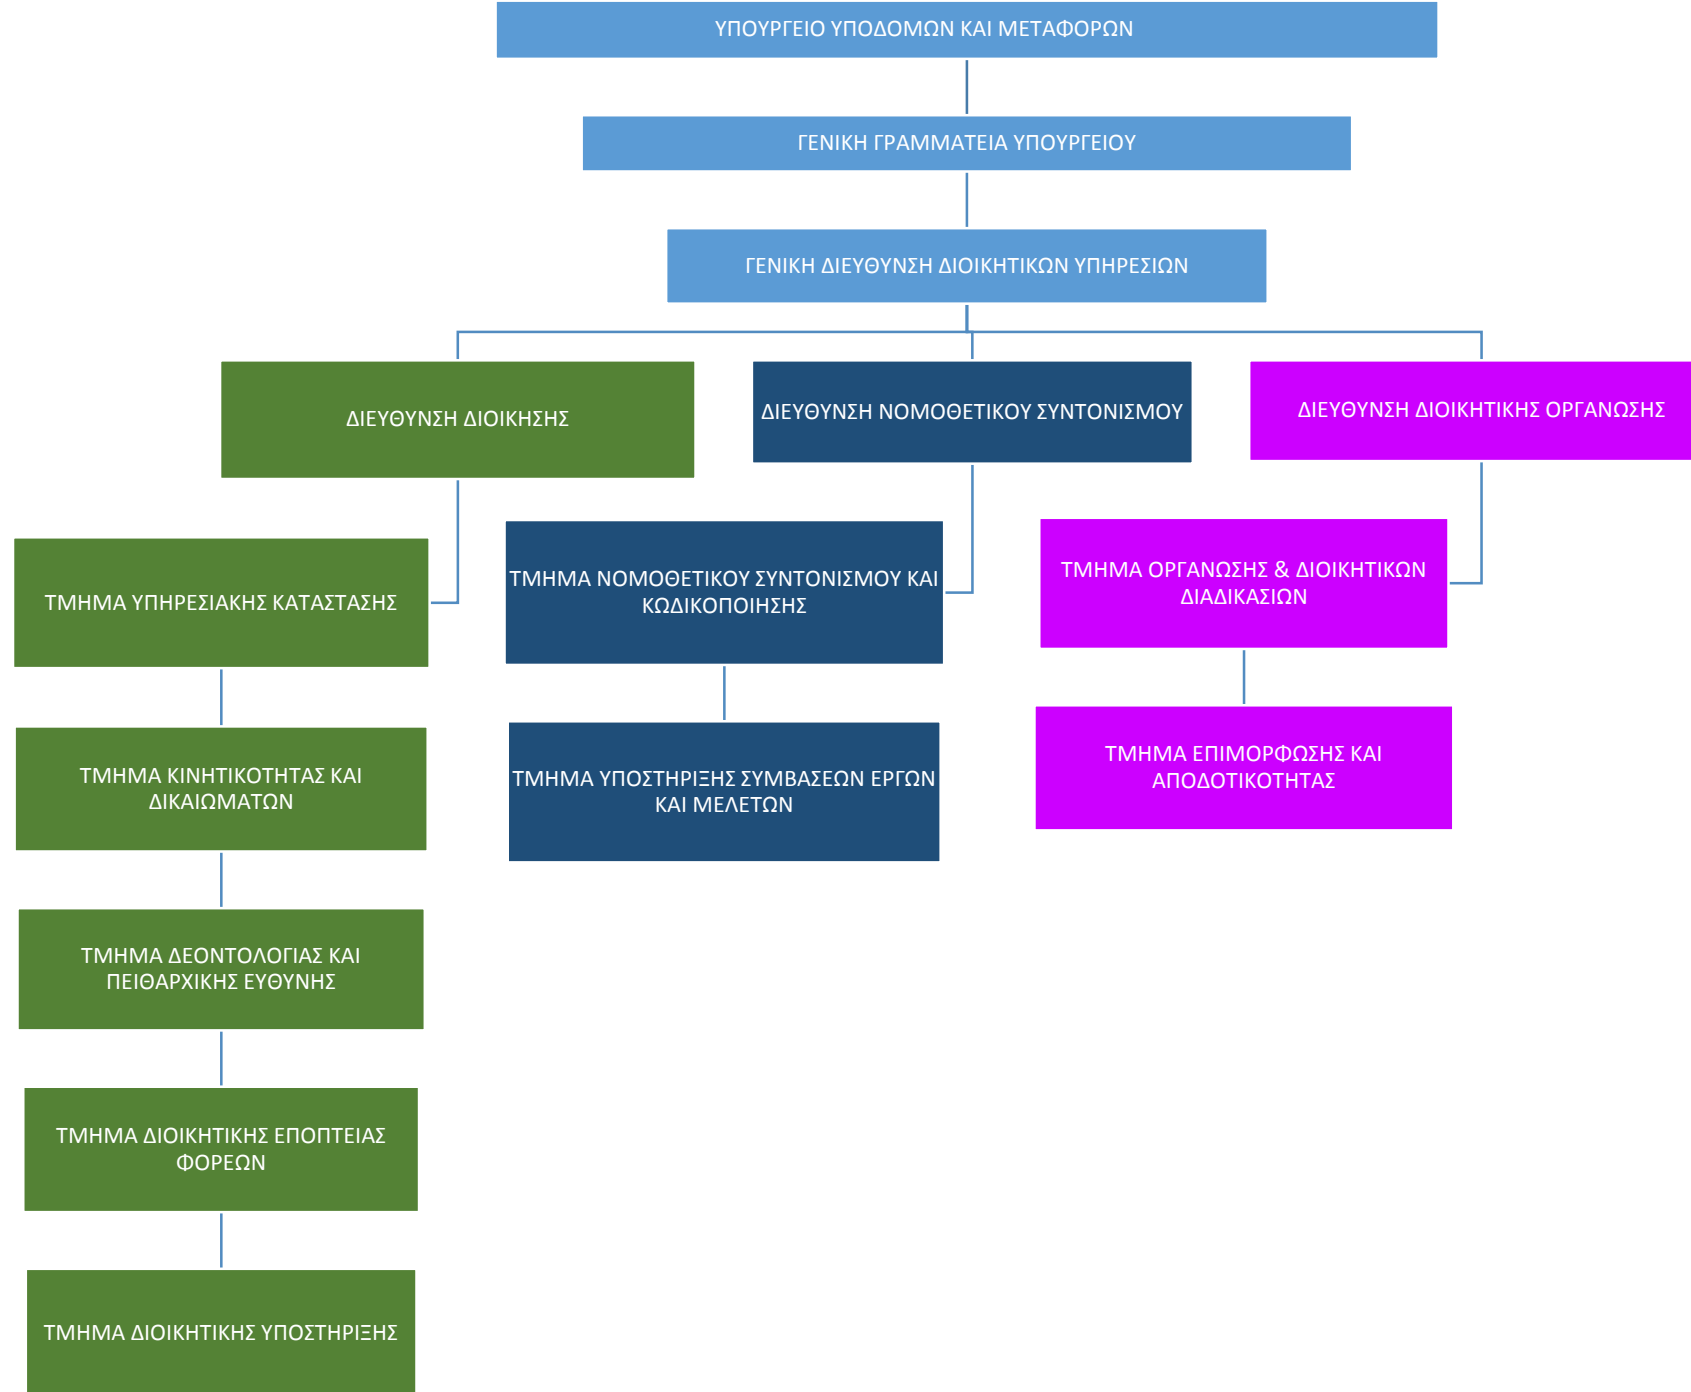 ΥΠΟΥΡΓΕΙΟ ΥΠΟΔΟΜΩΝ ΚΑΙ ΜΕΤΑΦΟΡΩΝ
ΓΕΝΙΚΗ ΓΡΑΜΜΑΤΕΙΑ ΥΠΟΥΡΓΕΙΟΥ
ΓΕΝΙΚΗ ΔΙΕΥΘΥΝΣΗ ΔΙΟΙΚΗΤΙΚΩΝ ΥΠΗΡΕΣΙΩΝ
ΔΙΕΥΘΥΝΣΗ ΔΙΟΙΚΗΣΗΣ
ΤΜΗΜΑ ΥΠΗΡΕΣΙΑΚΗΣ ΚΑΤΑΣΤΑΣΗΣ
ΤΜΗΜΑ ΚΙΝΗΤΙΚΟΤΗΤΑΣ ΚΑΙ
ΔΙΚΑΙΩΜΑΤΩΝ
ΤΜΗΜΑ ΔΕΟΝΤΟΛΟΓΙΑΣ ΚΑΙ
ΠΕΙΘΑΡΧΙΚΗΣ ΕΥΘΥΝΗΣ
ΤΜΗΜΑ ΔΙΟΙΚΗΤΙΚΗΣ ΕΠΟΠΤΕΙΑΣ
ΦΟΡΕΩΝ
ΤΜΗΜΑ ΔΙΟΙΚΗΤΙΚΗΣ ΥΠΟΣΤΗΡΙΞΗΣ
ΔΙΕΥΘΥΝΣΗ ΝΟΜΟΘΕΤΙΚΟΥ ΣΥΝΤΟΝΙΣΜΟΥ
ΤΜΗΜΑ ΝΟΜΟΘΕΤΙΚΟΥ ΣΥΝΤΟΝΙΣΜΟΥ ΚΑΙ
ΚΩΔΙΚΟΠΟΙΗΣΗΣ
ΤΜΗΜΑ ΥΠΟΣΤΗΡΙΞΗΣ ΣΥΜΒΑΣΕΩΝ ΕΡΓΩΝ
ΚΑΙ ΜΕΛΕΤΩΝ
ΔΙΕΥΘΥΝΣΗ ΔΙΟΙΚΗΤΙΚΗΣ ΟΡΓΑΝΩΣΗΣ
ΤΜΗΜΑ ΟΡΓΑΝΩΣΗΣ & ΔΙΟΙΚΗΤΙΚΩΝ
ΔΙΑΔΙΚΑΣΙΩΝ
ΤΜΗΜΑ ΕΠΙΜΟΡΦΩΣΗΣ ΚΑΙ
ΑΠΟΔΟΤΙΚΟΤΗΤΑΣ